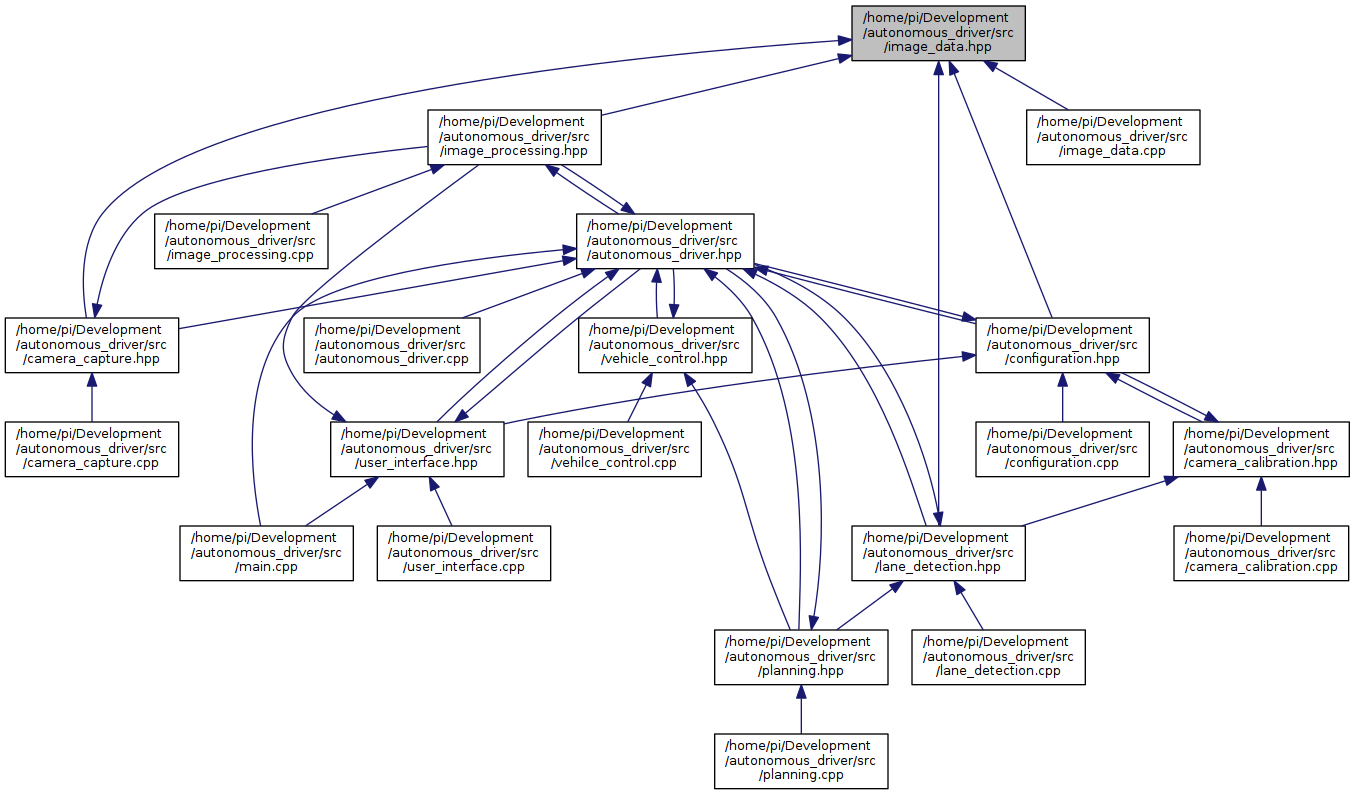 /home/pi/Development
/autonomous_driver/src
/image_data.hpp
/home/pi/Development
/autonomous_driver/src
/image_processing.hpp
/home/pi/Development
/autonomous_driver/src
/image_data.cpp
/home/pi/Development
/autonomous_driver/src
/image_processing.cpp
/home/pi/Development
/autonomous_driver/src
/autonomous_driver.hpp
/home/pi/Development
/autonomous_driver/src
/camera_capture.hpp
/home/pi/Development
/autonomous_driver/src
/autonomous_driver.cpp
/home/pi/Development
/autonomous_driver/src
/vehicle_control.hpp
/home/pi/Development
/autonomous_driver/src
/configuration.hpp
/home/pi/Development
/autonomous_driver/src
/camera_capture.cpp
/home/pi/Development
/autonomous_driver/src
/user_interface.hpp
/home/pi/Development
/autonomous_driver/src
/vehilce_control.cpp
/home/pi/Development
/autonomous_driver/src
/configuration.cpp
/home/pi/Development
/autonomous_driver/src
/camera_calibration.hpp
/home/pi/Development
/autonomous_driver/src
/main.cpp
/home/pi/Development
/autonomous_driver/src
/user_interface.cpp
/home/pi/Development
/autonomous_driver/src
/lane_detection.hpp
/home/pi/Development
/autonomous_driver/src
/camera_calibration.cpp
/home/pi/Development
/autonomous_driver/src
/planning.hpp
/home/pi/Development
/autonomous_driver/src
/lane_detection.cpp
/home/pi/Development
/autonomous_driver/src
/planning.cpp